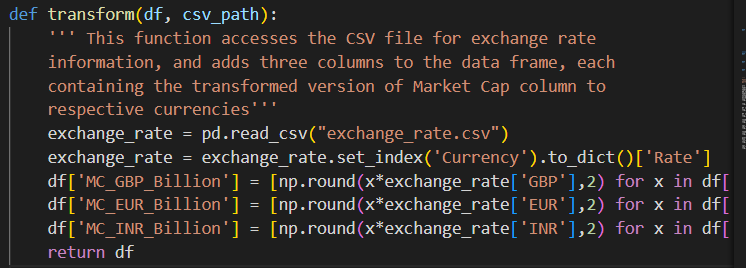 def transform(df, csv_path):
    ''' This function accesses the CSV file for exchange rate
    information, and adds three columns to the data frame, each
    containing the transformed version of Market Cap column to
    respective currencies'''
    exchange_rate = pd.read_csv("exchange_rate.csv")
    exchange_rate = exchange_rate.set_index('Currency').to_dict()['Rate']
    df['MC_GBP_Billion'] = [np.round(x*exchange_rate['GBP'],2) for x in df[
    df['MC_EUR_Billion'] = [np.round(x*exchange_rate['EUR'],2) for x in df[
    df['MC_INR_Billion'] = [np.round(x*exchange_rate['INR'],2) for x in df[
    return df